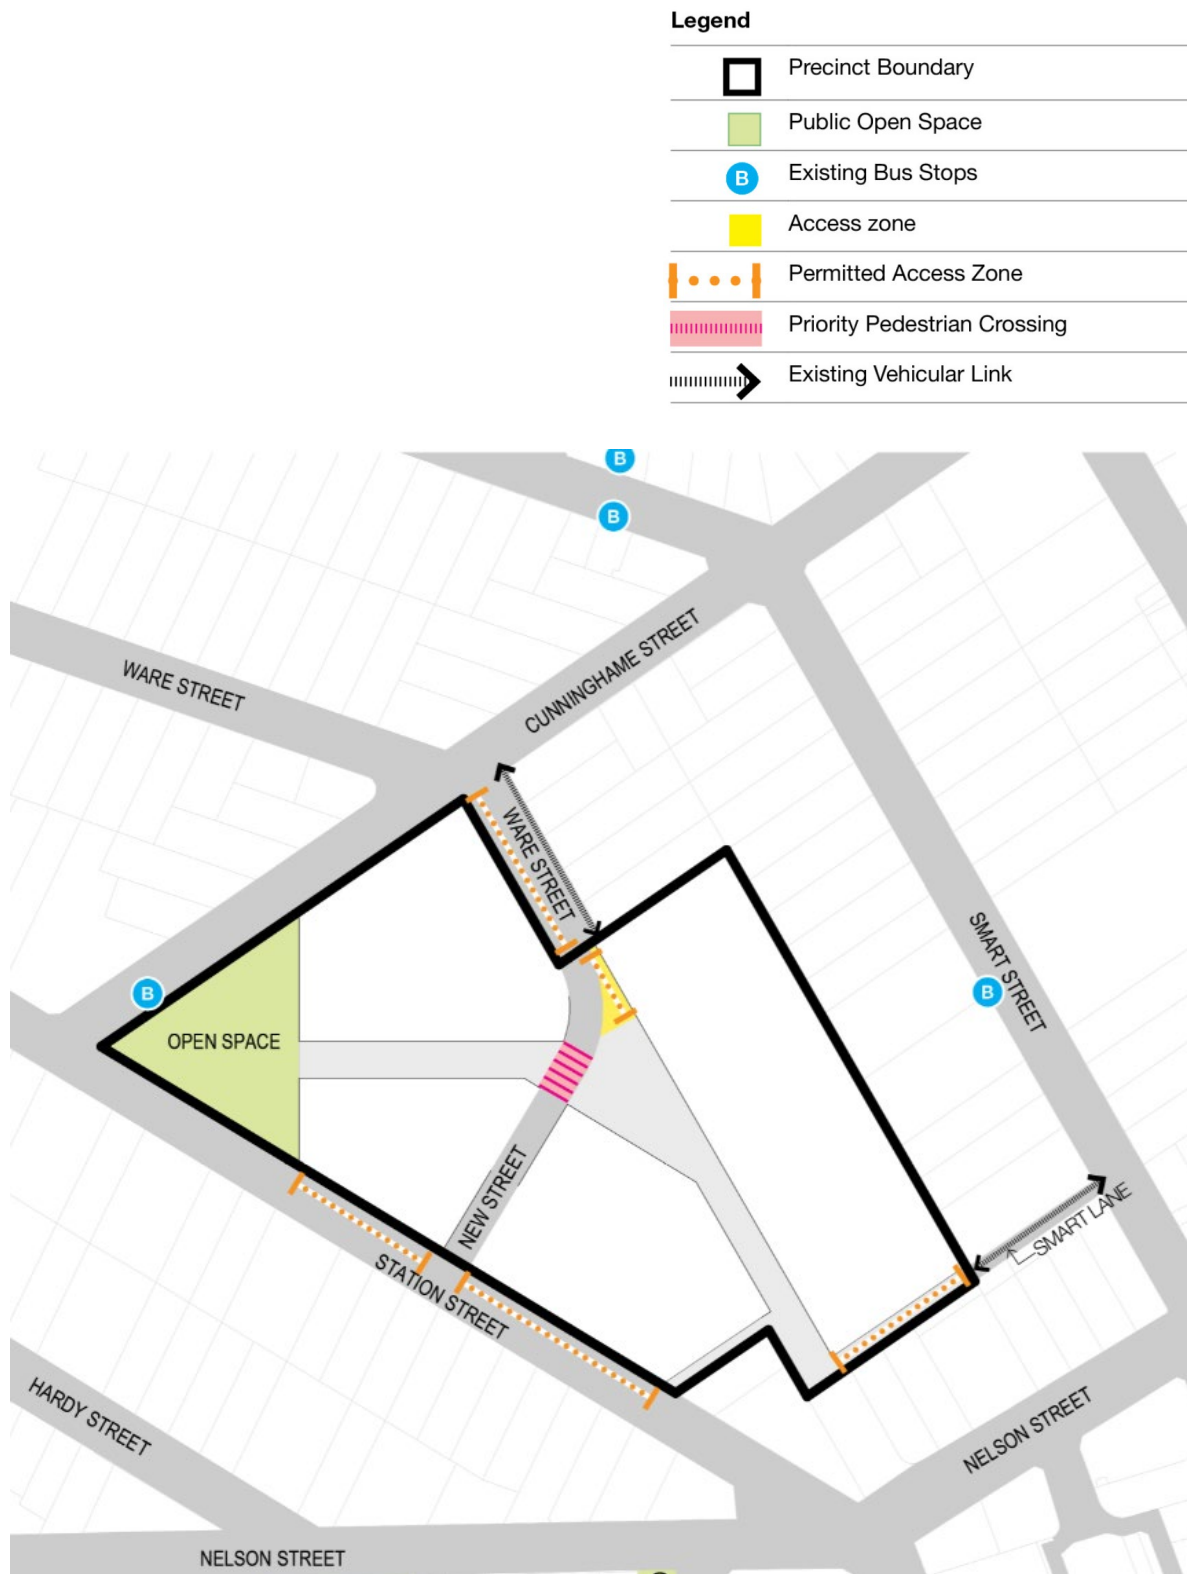 Legend
Precinct Boundary
Public Open Space
B
Existing Bus Stops
Access zone
Permitted Access Zone
Priority Pedestrian Crossing
Existing Vehicular Link
B
B
WARE STREET
CUNNINGHAME STREET
WARE STREET
SMART STREET
B
B
OPEN SPACE
NEW STREET
SMART LANE
STATION STREET
HARDY STREET
NELSON STREET
NELSON STREET